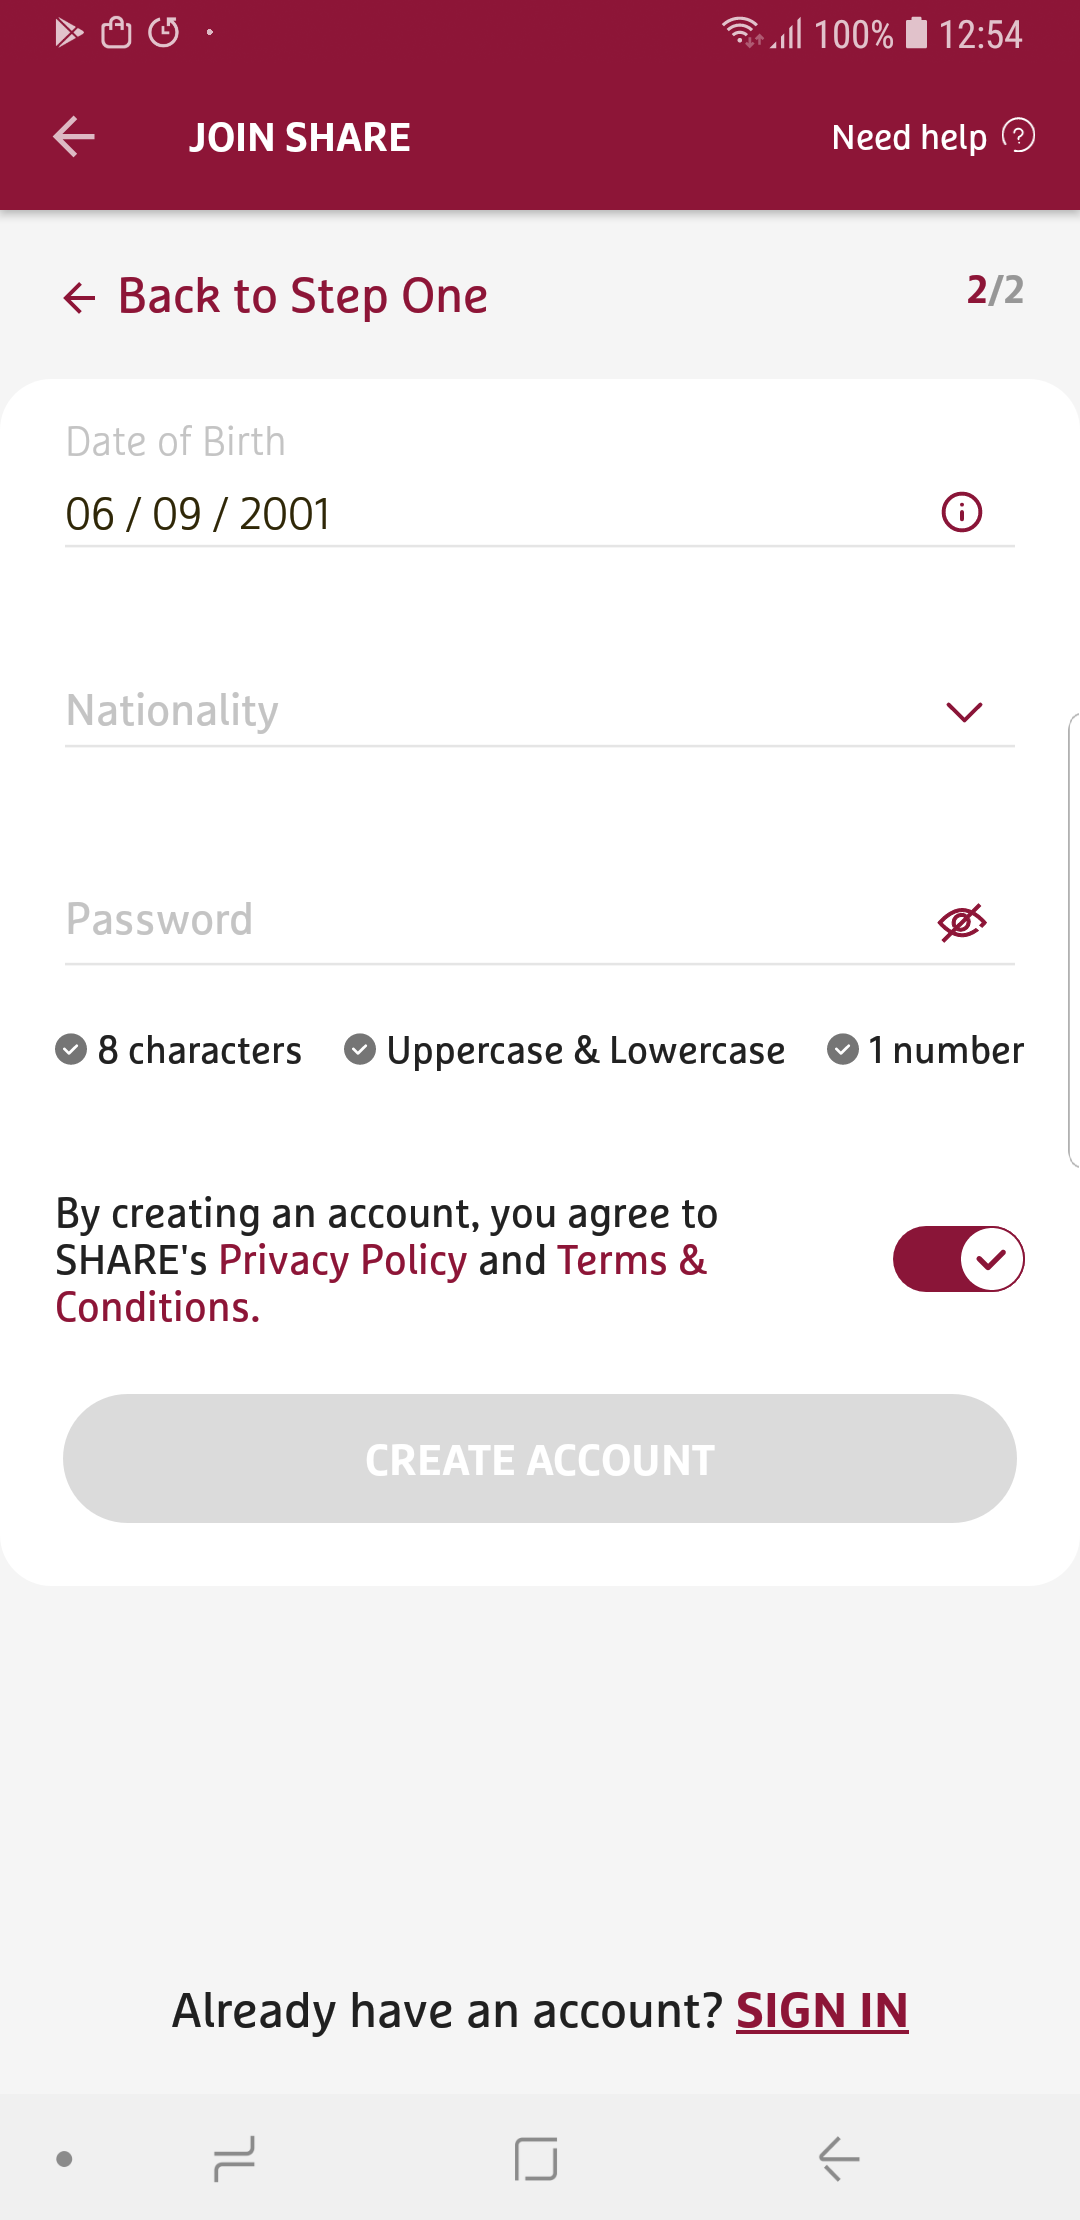 100% 12:54
JOIN SHARE Need help ?
Back to Step One 2/2
Date of Birth
06 / 09 / 2001
Nationality
Password
8 characters Uppercase & Lowercase 1 number
By creating an account, you agree to
SHARE's Privacy Policy and Terms &
Conditions.
CREATE ACCOUNT
Already have an account? SIGN IN